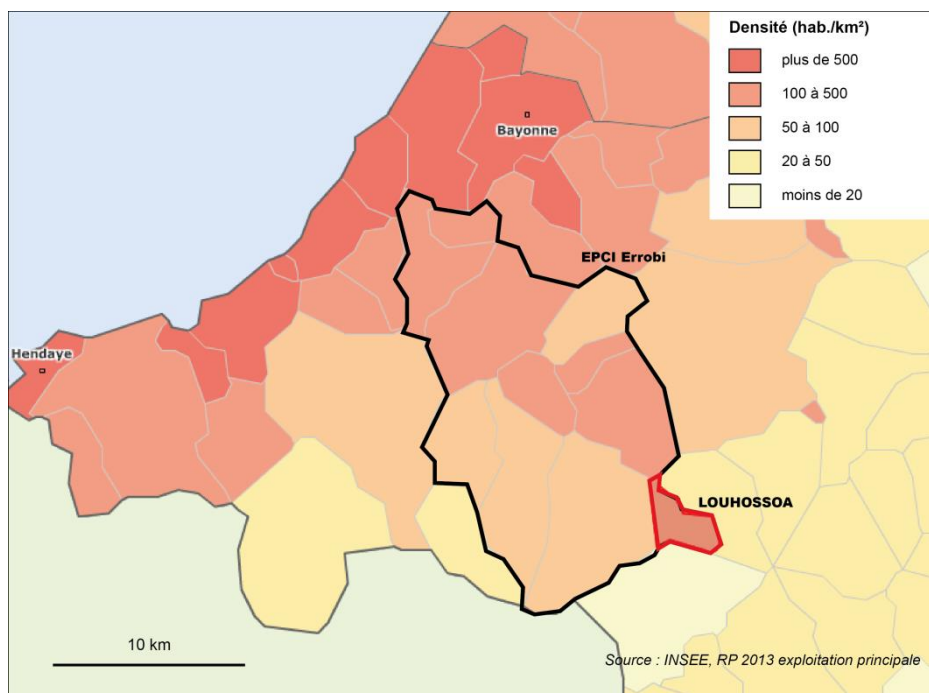 Densité (hab./km²)
plus de 500
100 à 500
50 à 100
20 à 50
moins de 20
Bayonne
EPCI Errobi
Hendaye
LOUHOSSOA
10 km
Source : INSEE, RP 2013 exploitation principale